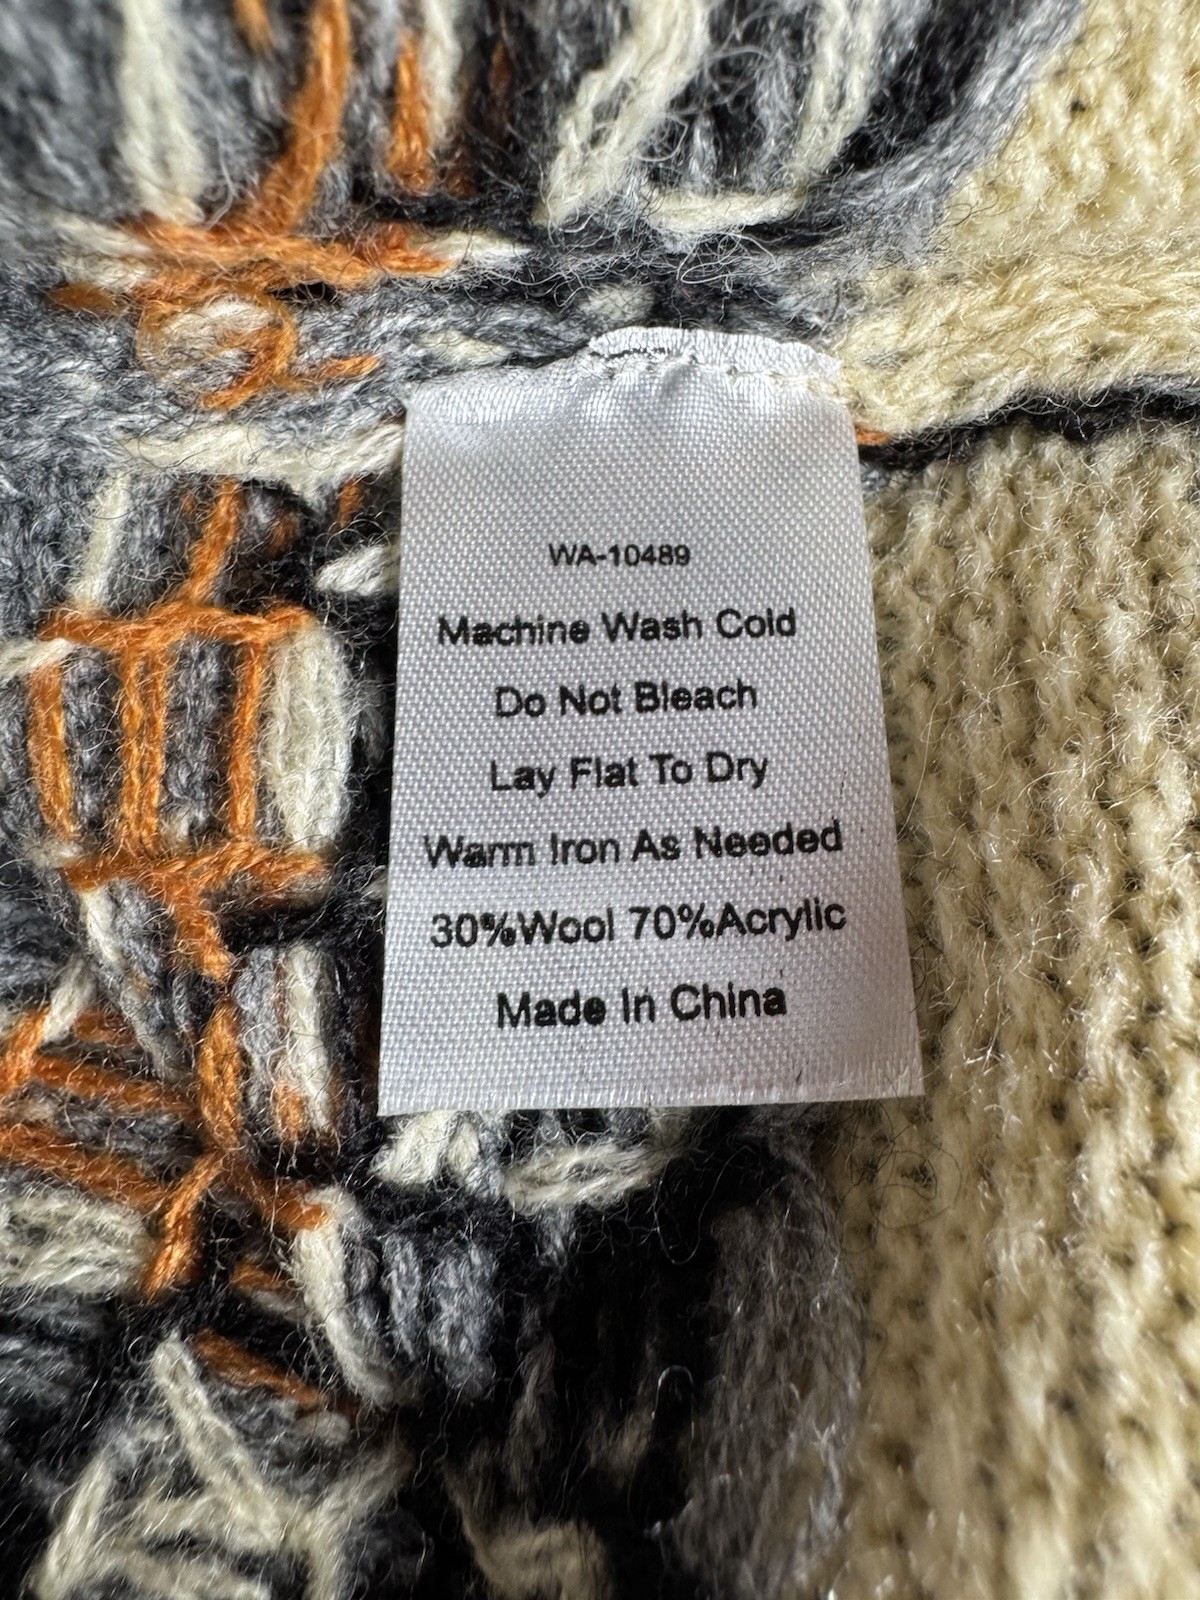 WA-10489
Machine Wash Cold
Do Not Bleach
Lay Flat To Dry
Warm Iron As Needed
30%Wool 70%Acrylic
Made In China